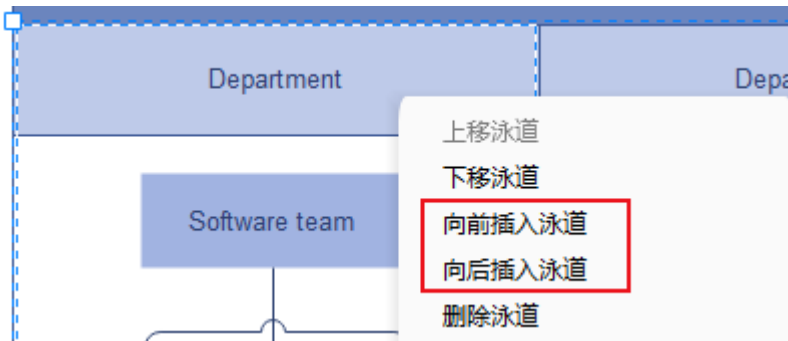 Department
Depa
上移泳道
下移泳道
Software team
向前插入泳道
向后插入泳道
删除泳道